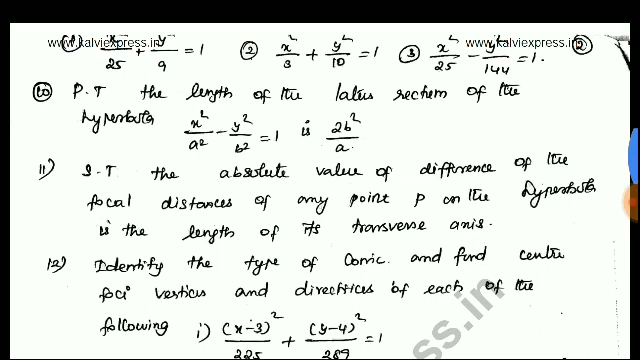 www.kalviexpress.in www.kalviexpress.in
(1) x²/25 + y²/9 = 1 (2) x²/3 + y²/10 = 1 (3) x²/25 - y²/144 = 1.
(10) P.T the length of the latus rectum of the
hyperbola x²/a² - y²/b² = 1 is 2b²/a.
11) S.T the absolute value of difference of the
focal distances of any point P on the hyperbola
is the length of its transverse axis.
12) Identify the type of conic and find centre
foci vertices and directrices of each of the
following i) (x-3)²/225 + (y-4)²/289 = 1
ss.in